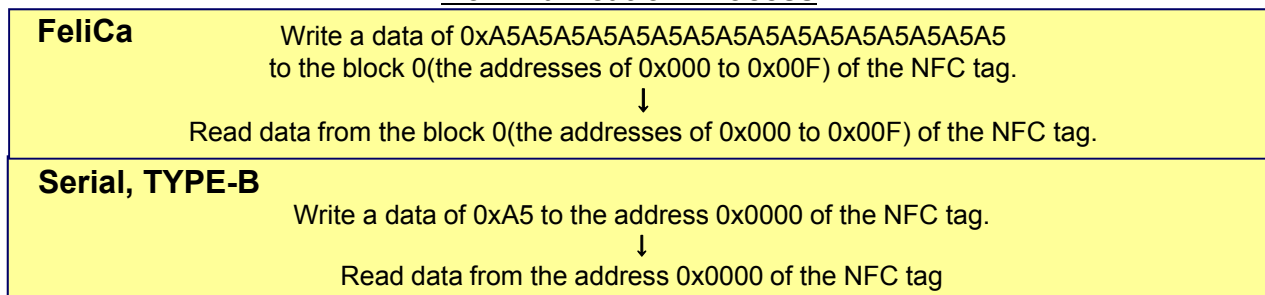 FeliCa
Write a data of 0xA5A5A5A5A5A5A5A5A5A5A5A5A5A5A5A5
to the block 0(the addresses of 0x000 to 0x00F) of the NFC tag.
↓
Read data from the block 0(the addresses of 0x000 to 0x00F) of the NFC tag.
Serial, TYPE-B
Write a data of 0xA5 to the address 0x0000 of the NFC tag.
↓
Read data from the address 0x0000 of the NFC tag